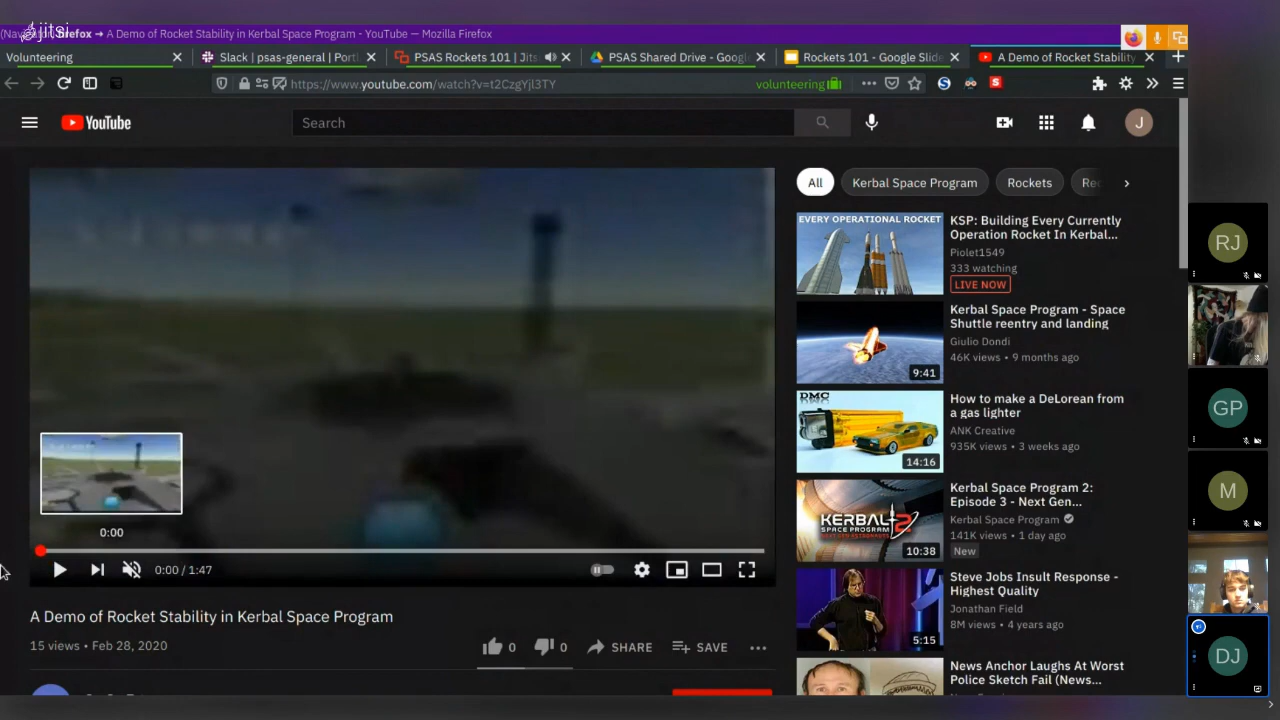 jitsi
(Nav Firefox → A Demo of Rocket Stability in Kerbal Space Program - YouTube — Mozilla Firefox
Volunteering
Slack | psas-general | Portl
PSAS Rockets 101 | Jits
PSAS Shared Drive - Googl
Rockets 101 - Google Slide
A Demo of Rocket Stability
https://www.youtube.com/watch?v=t2CzgYjl3TY
volunteering
YouTube
Search
J
All
Kerbal Space Program
Rockets
Rec
EVERY OPERATIONAL ROCKET
KSP: Building Every Currently
Operation Rocket In Kerbal...
Piolet1549
333 watching
LIVE NOW
Kerbal Space Program - Space
Shuttle reentry and landing
Giulio Dondi
46K views • 9 months ago
9:41
DMC
How to make a DeLorean from
a gas lighter
ANK Creative
935K views • 3 weeks ago
14:16
Kerbal Space Program 2:
Episode 3 - Next Gen...
Kerbal Space Program
141K views • 1 day ago
New
KERBAL 2
SPACE PROGRAM
10:38
Steve Jobs Insult Response -
Highest Quality
Jonathan Field
8M views • 4 years ago
5:15
News Anchor Laughs At Worst
Police Sketch Fail (News...
0:00
0:00 / 1:47
A Demo of Rocket Stability in Kerbal Space Program
15 views • Feb 28, 2020
0
0
SHARE
SAVE
RJ
GP
M
DJ